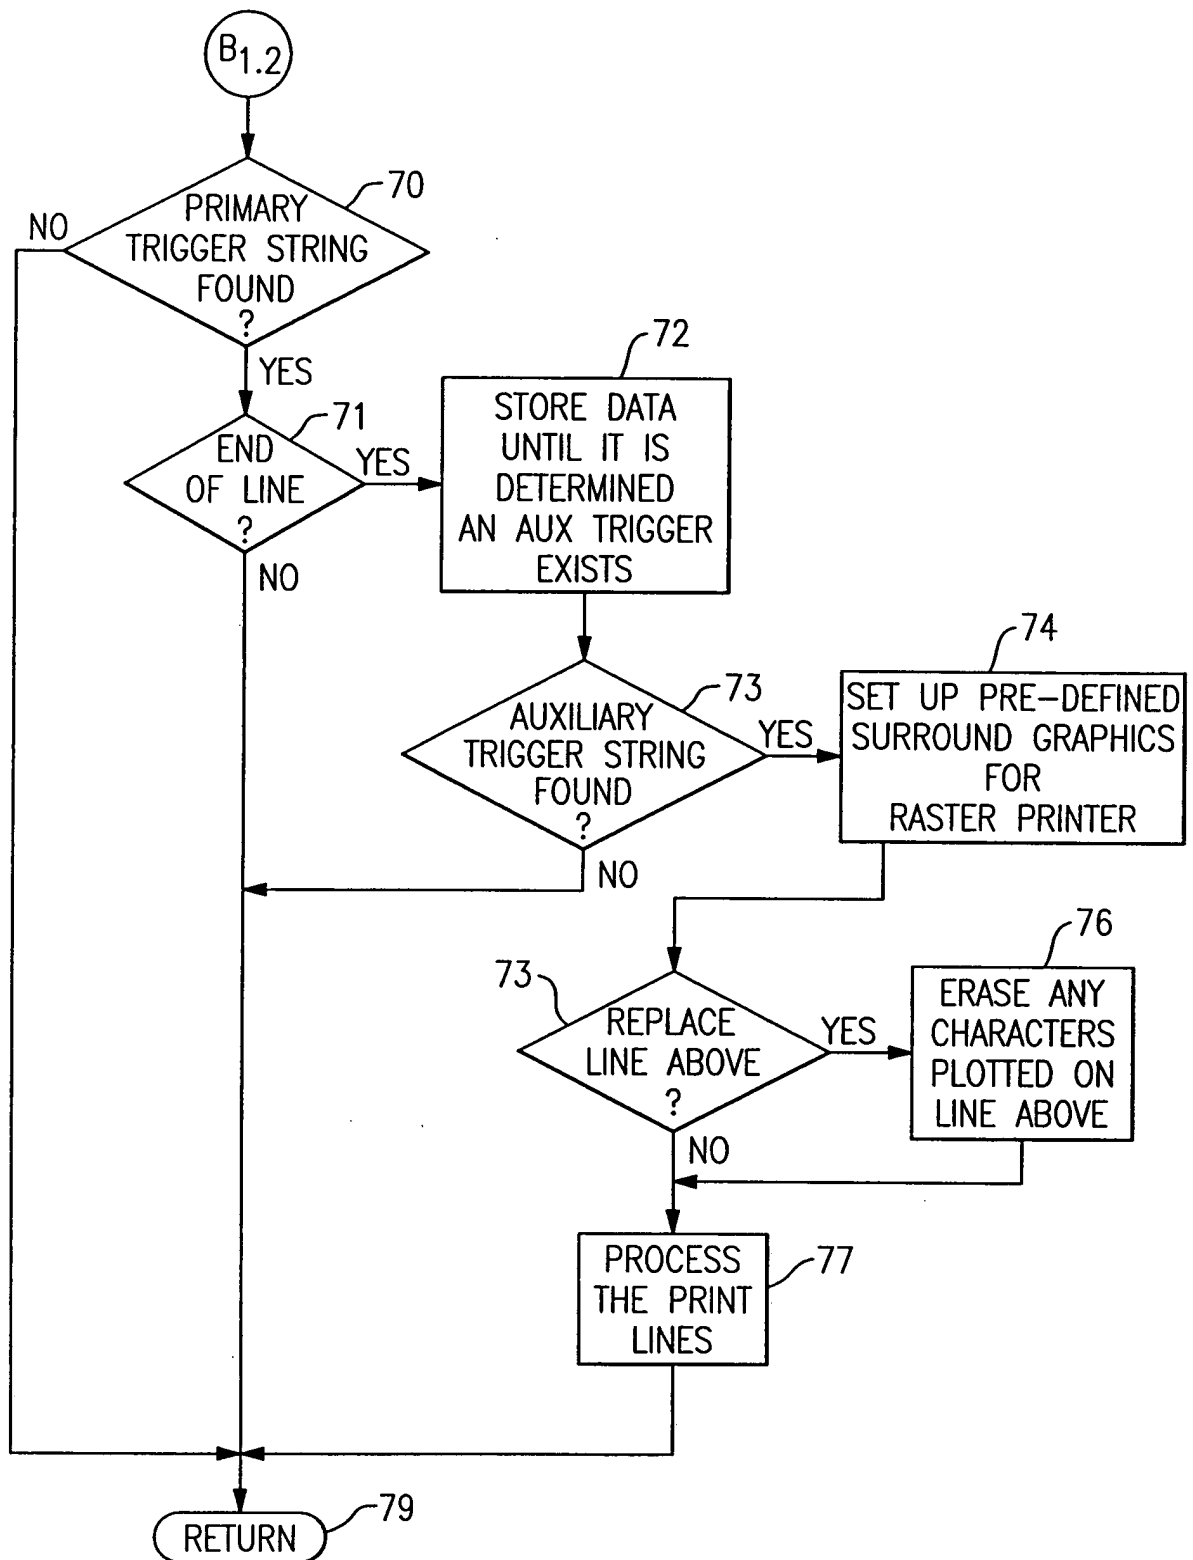 B1.2
70
PRIMARY
TRIGGER STRING
FOUND
?
NO
YES
71
END
OF LINE
?
YES
NO
72
STORE DATA
UNTIL IT IS
DETERMINED
AN AUX TRIGGER
EXISTS
73
AUXILIARY
TRIGGER STRING
FOUND
?
YES
NO
74
SET UP PRE-DEFINED
SURROUND GRAPHICS
FOR
RASTER PRINTER
73
REPLACE
LINE ABOVE
?
YES
NO
76
ERASE ANY
CHARACTERS
PLOTTED ON
LINE ABOVE
77
PROCESS
THE PRINT
LINES
79
RETURN